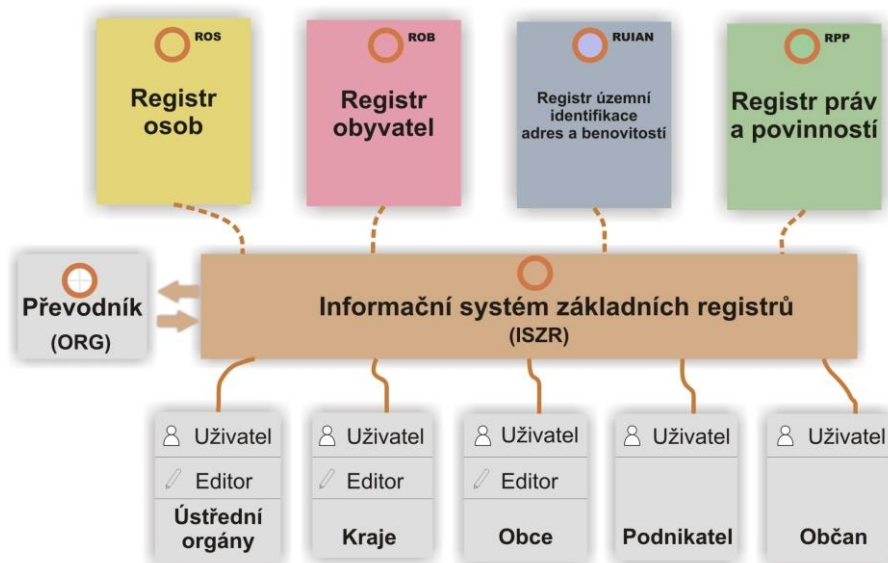 ROS
Registr
osob
ROB
Registr
obyvatel
RUIAN
Registr územní
identifikace
adres a benovitostí
RPP
Registr práv
a povinností
Převodník
(ORG)
Informační systém základních registrů
(ISZR)
Uživatel
Editor
Ústřední
orgány
Uživatel
Editor
Kraje
Uživatel
Editor
Obce
Uživatel
Podnikatel
Uživatel
Občan